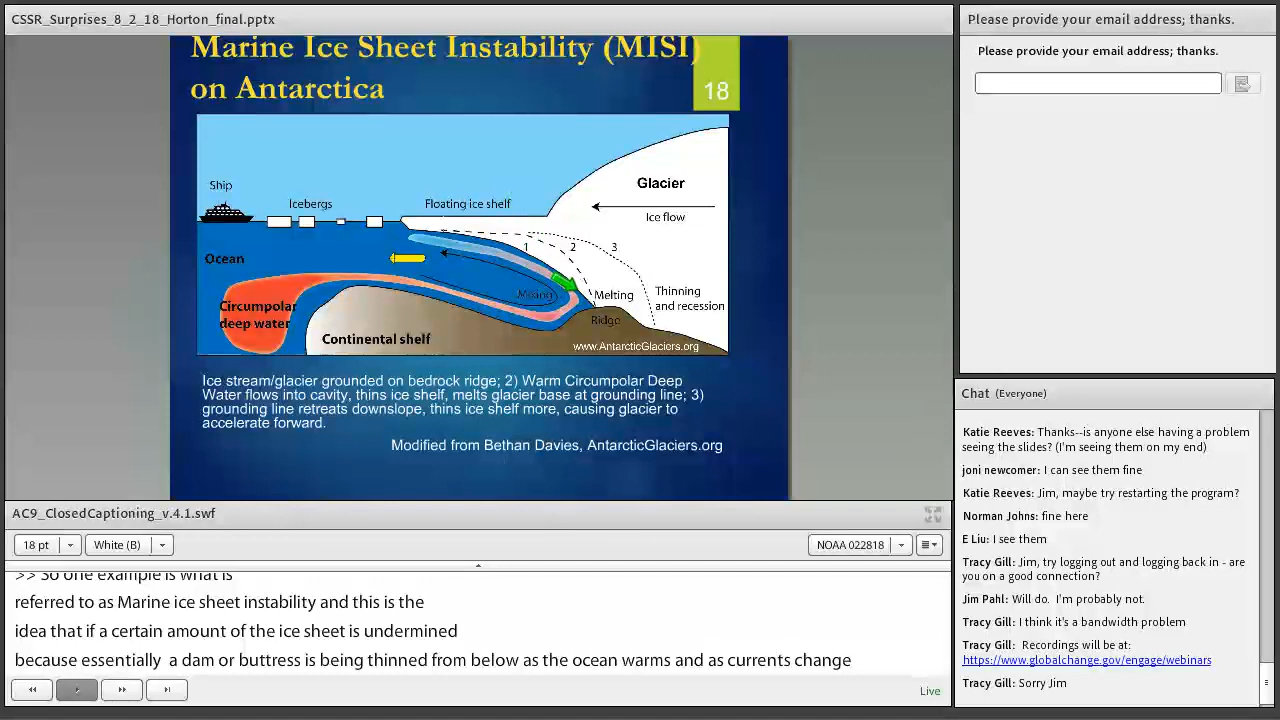 CSSR_Surprises_8_2_18_Horton_final.pptx
Marine Ice Sheet Instability (MISI)
on Antarctica
18
Ship
Icebergs
Floating ice shelf
Glacier
Ice flow
Ocean
1
2
3
Mixing
Melting
Thinning
and recession
Circumpolar
deep water
Ridge
Continental shelf
www.AntarcticGlaciers.org
Ice stream/glacier grounded on bedrock ridge; 2) Warm Circumpolar Deep
Water flows into cavity, thins ice shelf, melts glacier base at grounding line; 3)
grounding line retreats downslope, thins ice shelf more, causing glacier to
accelerate forward.
Modified from Bethan Davies, AntarcticGlaciers.org
AC9_ClosedCaptioning_v.4.1.swf
18 pt
White (B)
NOAA 022818
>> So one example is what is
referred to as Marine ice sheet instability and this is the
idea that if a certain amount of the ice sheet is undermined
because essentially a dam or buttress is being thinned from below as the ocean warms and as currents change
Live
Please provide your email address; thanks.
Please provide your email address; thanks.
Chat (Everyone)
Katie Reeves: Thanks--is anyone else having a problem
seeing the slides? (I'm seeing them on my end)
joni newcomer: I can see them fine
Katie Reeves: Jim, maybe try restarting the program?
Norman Johns: fine here
E Liu: I see them
Tracy Gill: Jim, try logging out and logging back in - are
you on a good connection?
Jim Pahl: Will do. I'm probably not.
Tracy Gill: I think it's a bandwidth problem
Tracy Gill: Recordings will be at:
https://www.globalchange.gov/engage/webinars
Tracy Gill: Sorry Jim